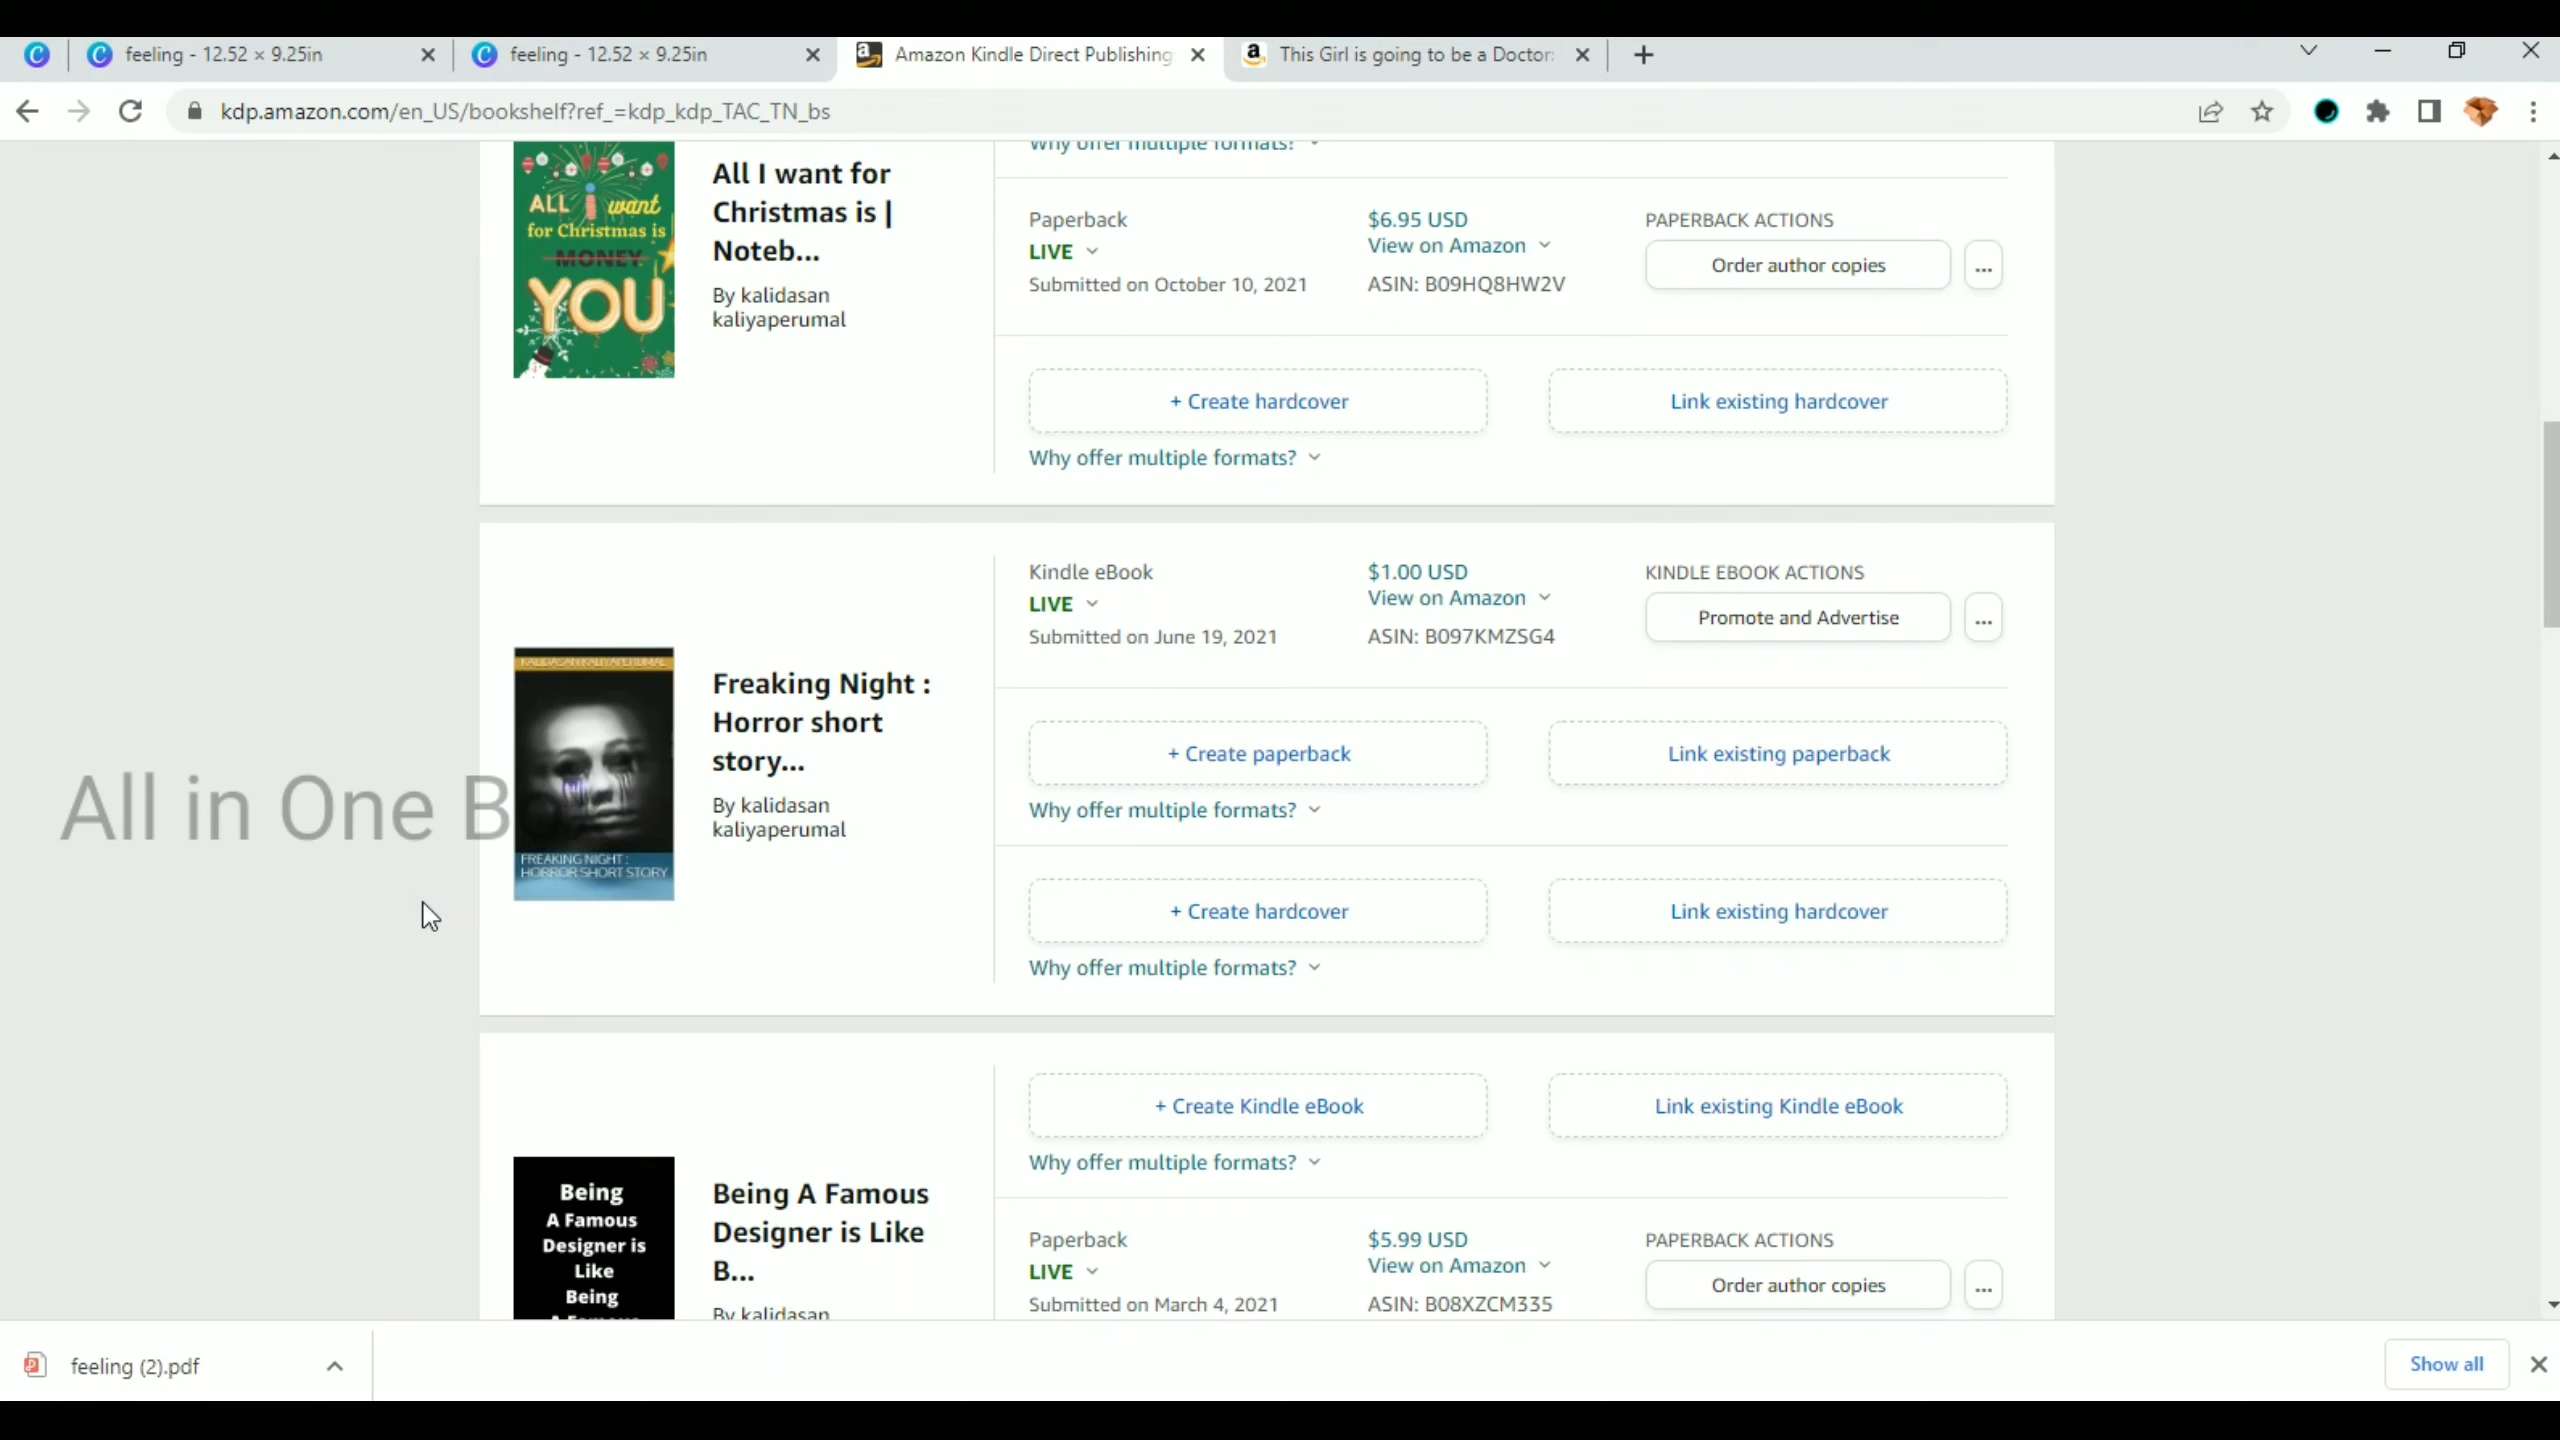 feeling - 12.52 × 9.25in
feeling - 12.52 × 9.25in
Amazon Kindle Direct Publishing
This Girl is going to be a Doctor:
kdp.amazon.com/en_US/bookshelf?ref_=kdp_kdp_TAC_TN_bs
Why offer multiple formats?
ALL I want
for Christmas is
MONEY
YOU
All I want for
Christmas is |
Noteb...
By kalidasan
kaliyaperumal
Paperback
LIVE
Submitted on October 10, 2021
$6.95 USD
View on Amazon
ASIN: B09HQ8HW2V
PAPERBACK ACTIONS
Order author copies
...
+ Create hardcover
Link existing hardcover
Why offer multiple formats?
KALIDASAN KALIYAPERUMAL
FREAKING NIGHT :
HORROR SHORT STORY
Freaking Night :
Horror short
story...
By kalidasan
kaliyaperumal
Kindle eBook
LIVE
Submitted on June 19, 2021
$1.00 USD
View on Amazon
ASIN: B097KMZSG4
KINDLE EBOOK ACTIONS
Promote and Advertise
...
+ Create paperback
Link existing paperback
Why offer multiple formats?
+ Create hardcover
Link existing hardcover
Why offer multiple formats?
All in One Bo
Being
A Famous
Designer is
Like
Being
A Famous
Being A Famous
Designer is Like
B...
By kalidasan
+ Create Kindle eBook
Link existing Kindle eBook
Why offer multiple formats?
Paperback
LIVE
Submitted on March 4, 2021
$5.99 USD
View on Amazon
ASIN: B08XZCM335
PAPERBACK ACTIONS
Order author copies
...
feeling (2).pdf
Show all